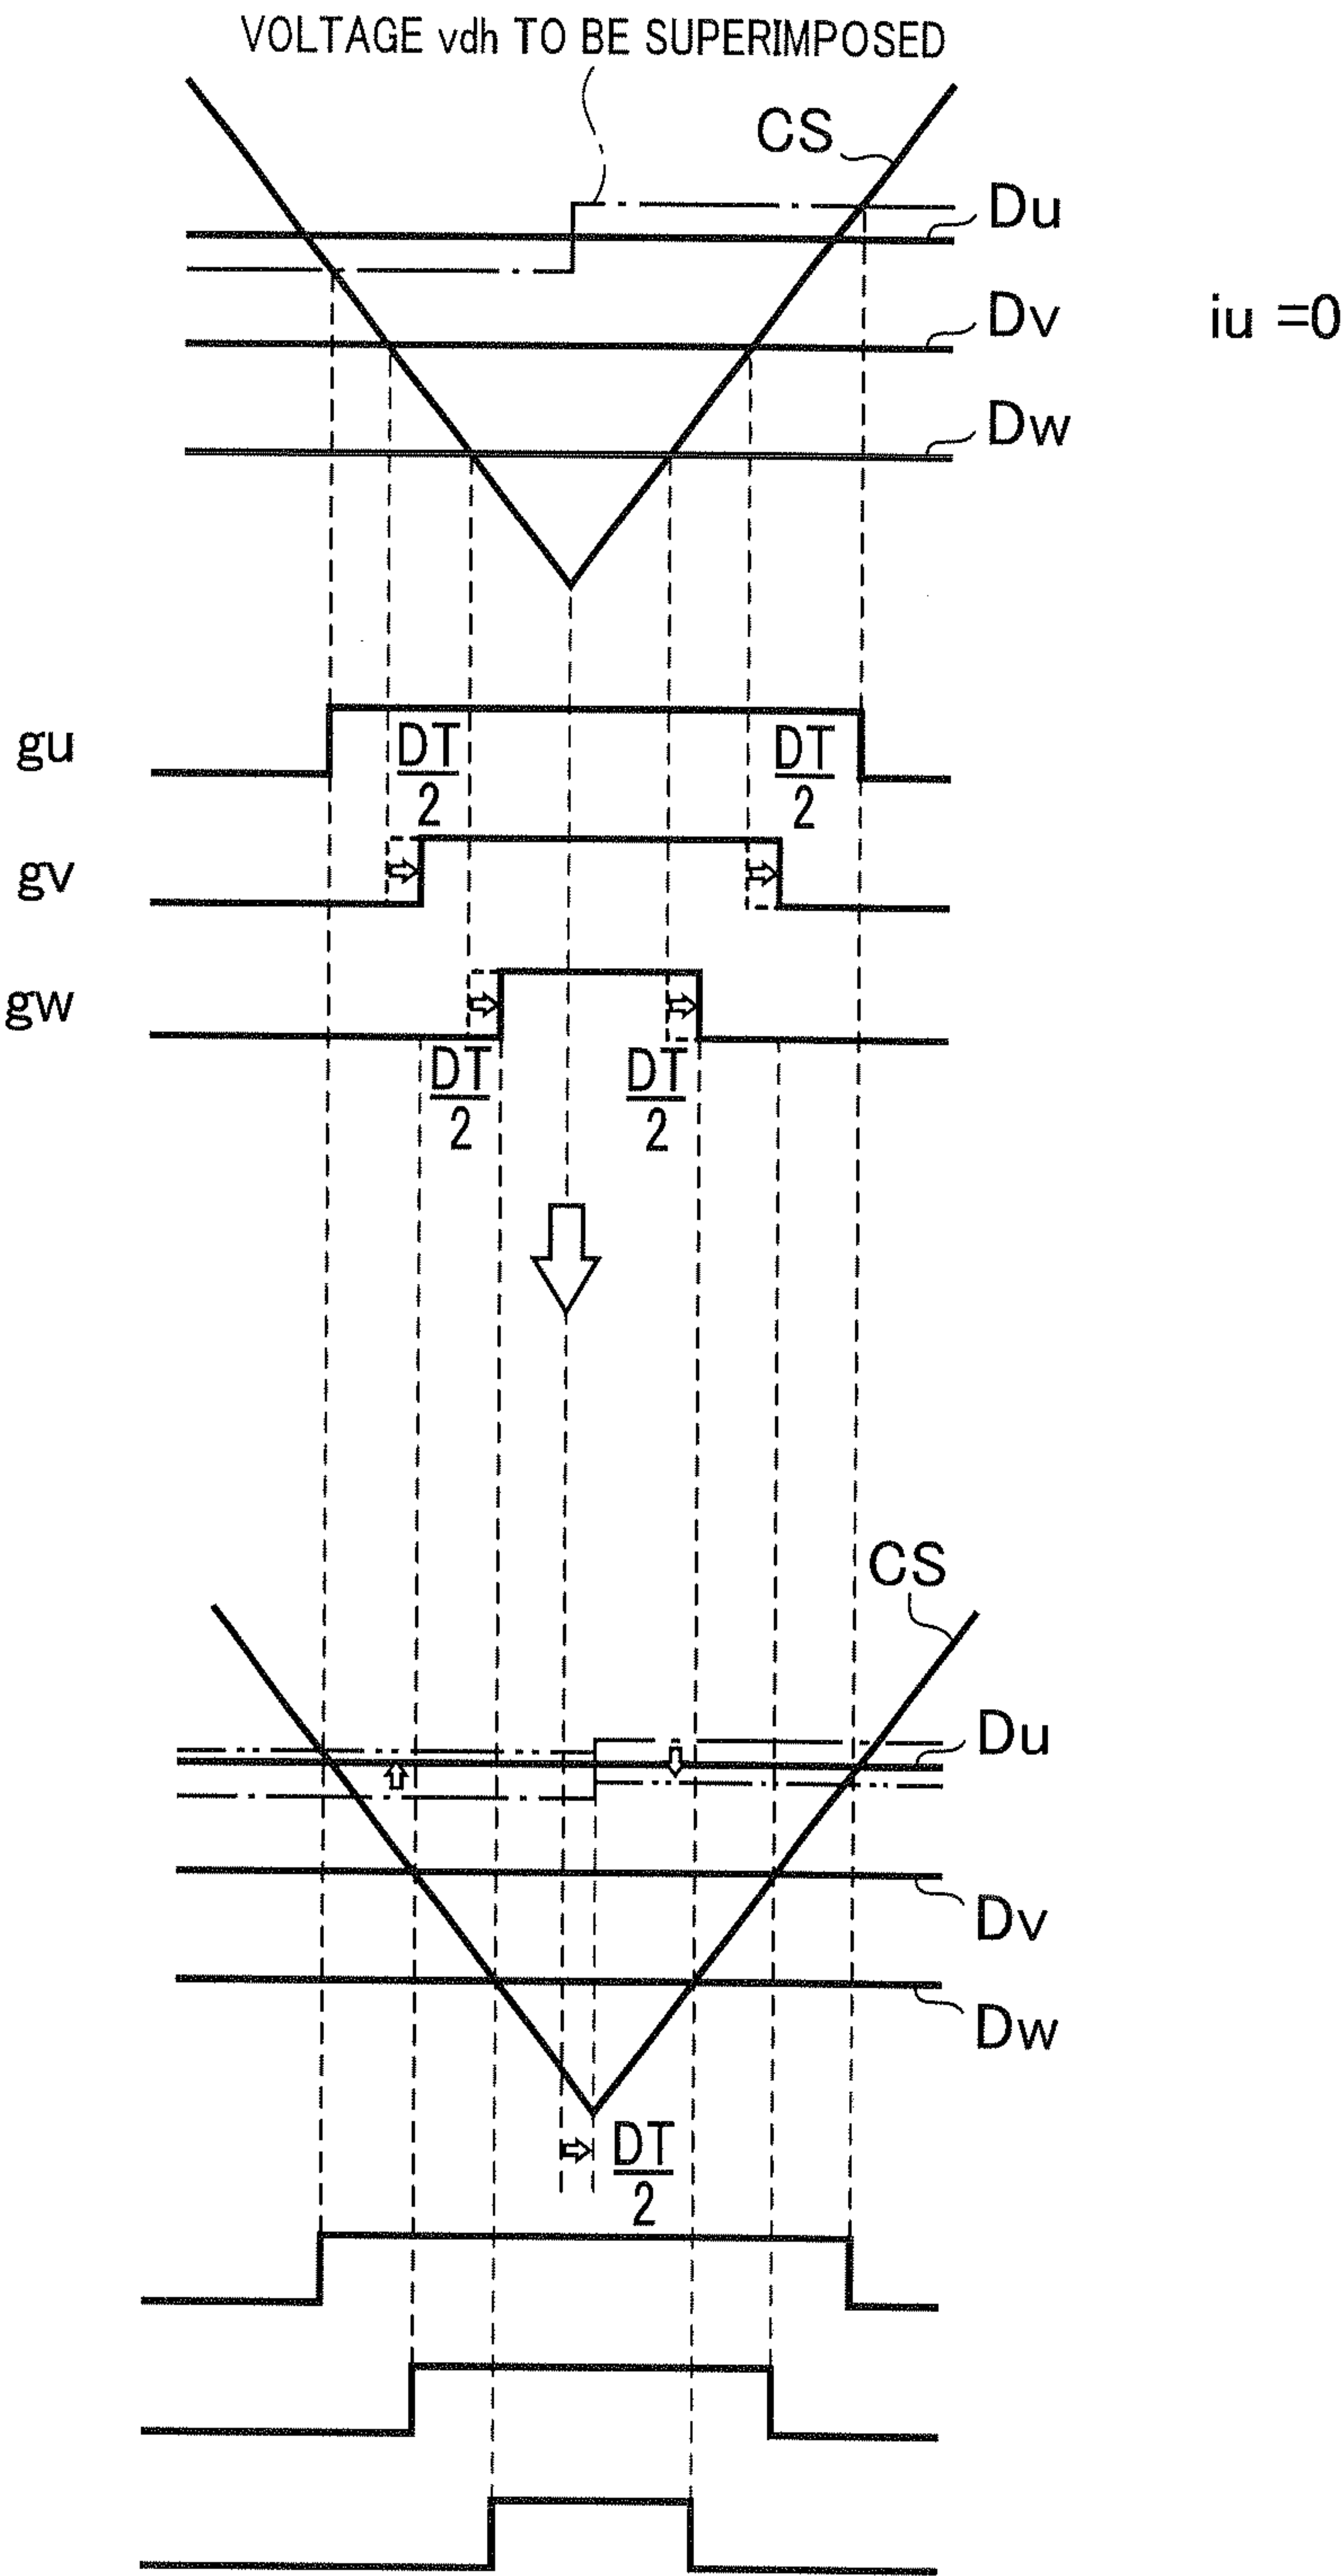 VOLTAGE vdh TO BE SUPERIMPOSED
CS
Du
Dv
iu =0
Dw
gu
DT
2
DT
2
gv
gw
DT
2
DT
2
CS
Du
Dv
Dw
DT
2